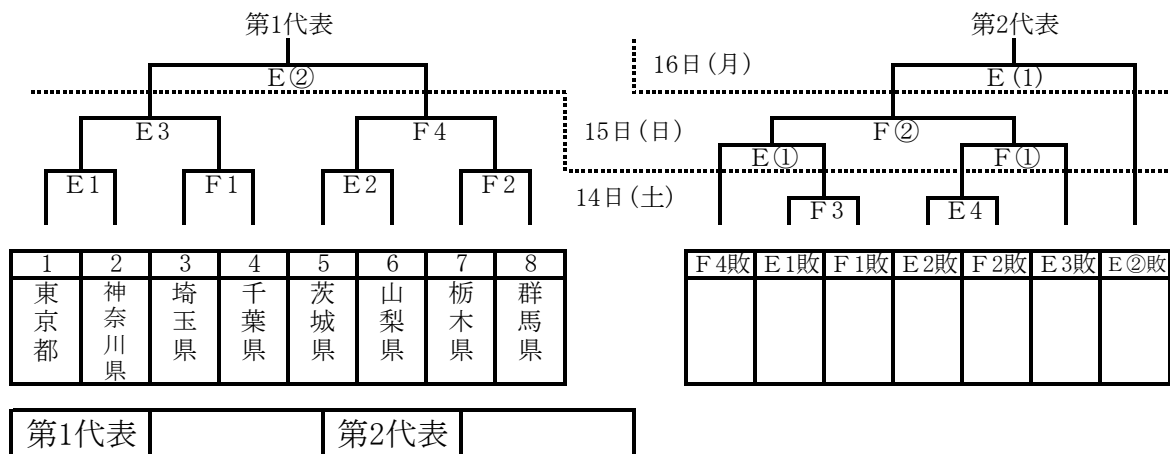 第1代表 第2代表
16日(月)
E② E(1)
15日(日)
E3 F4 F②
E① F①
E1 F1 E2 F2
14日(土)
F3 E4
1 2 3 4 5 6 7 8 F4敗 E1敗 F1敗 E2敗 F2敗 E3敗 E②敗
東京都 神奈川県 埼玉県 千葉県 茨城県 山梨県 栃木県 群馬県
第1代表 第2代表